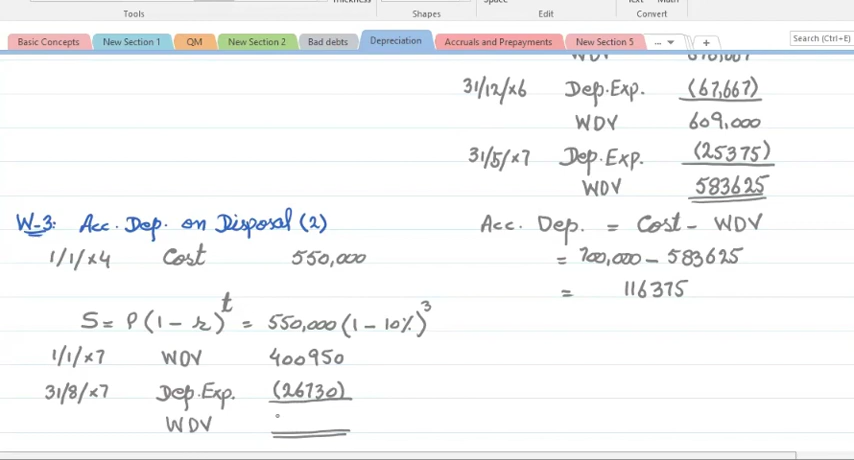 Tools Shapes Edit Convert
Basic Concepts New Section 1 QM New Section 2 Bad debts Depreciation Accruals and Prepayments New Section 5 ... + Search (Ctrl+E)
WDV
31/12/x6 Dep.Exp. (67,667)
WDV 609,000
31/5/x7 Dep.Exp. (25375)
WDV 583625
Acc. Dep. = Cost - WDV
= 700,000 - 583625
= 116375
W-3: Acc. Dep. on Disposal (2)
1/1/x4 Cost 550,000
S = P(1 - r)^t = 550,000 (1 - 10%)^3
1/1/x7 WDV 400950
31/8/x7 Dep.Exp. (26730)
WDV